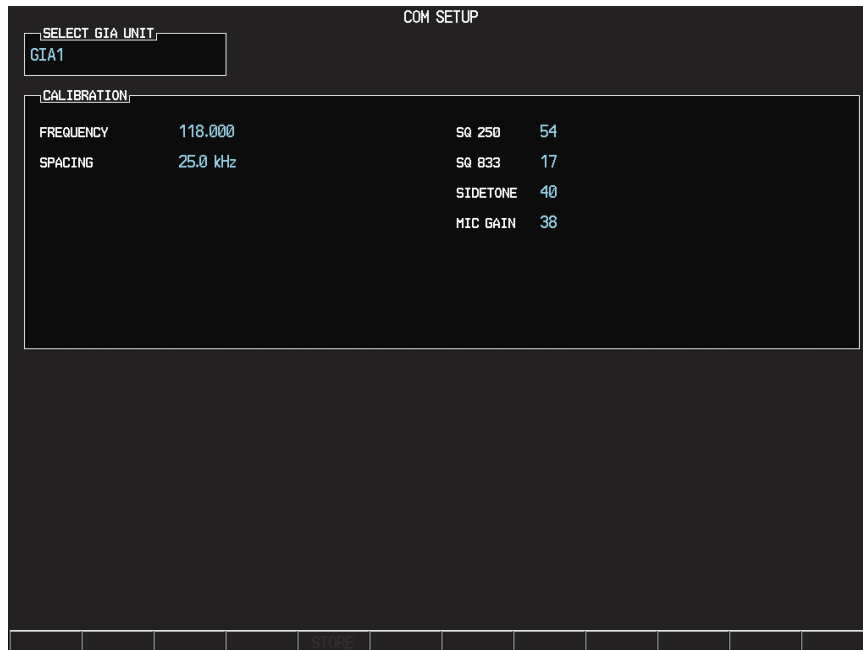 COM SETUP
SELECT GIA UNIT
GIA1
CALIBRATION
FREQUENCY 118.000
SPACING 25.0 kHz
SQ 250 54
SQ 833 17
SIDETONE 40
MIC GAIN 38
STORE